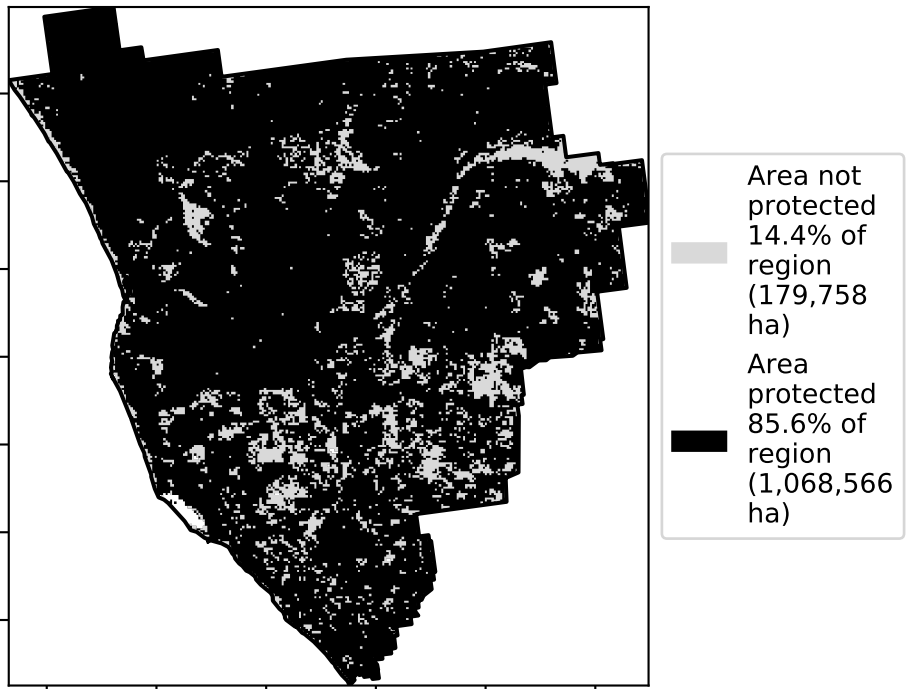 Area not
protected
14.4% of
region
(179,758
ha)
Area
protected
85.6% of
region
(1,068,566
ha)